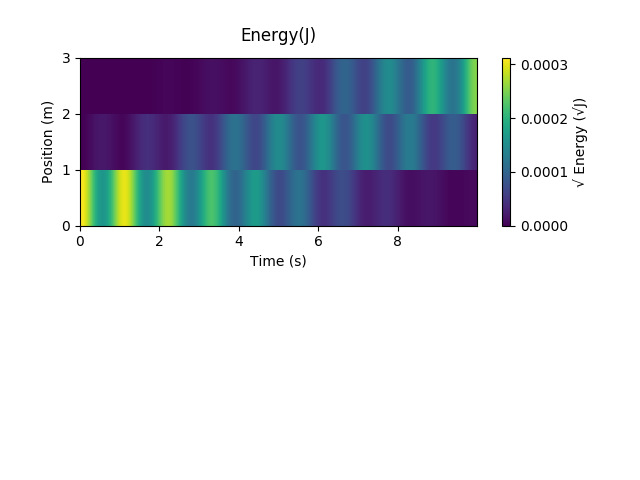 Energy(J)
Position (m)
3
2
1
0
0 2 4 6 8
Time (s)
0.0003
0.0002
0.0001
0.0000
√ Energy (√J)